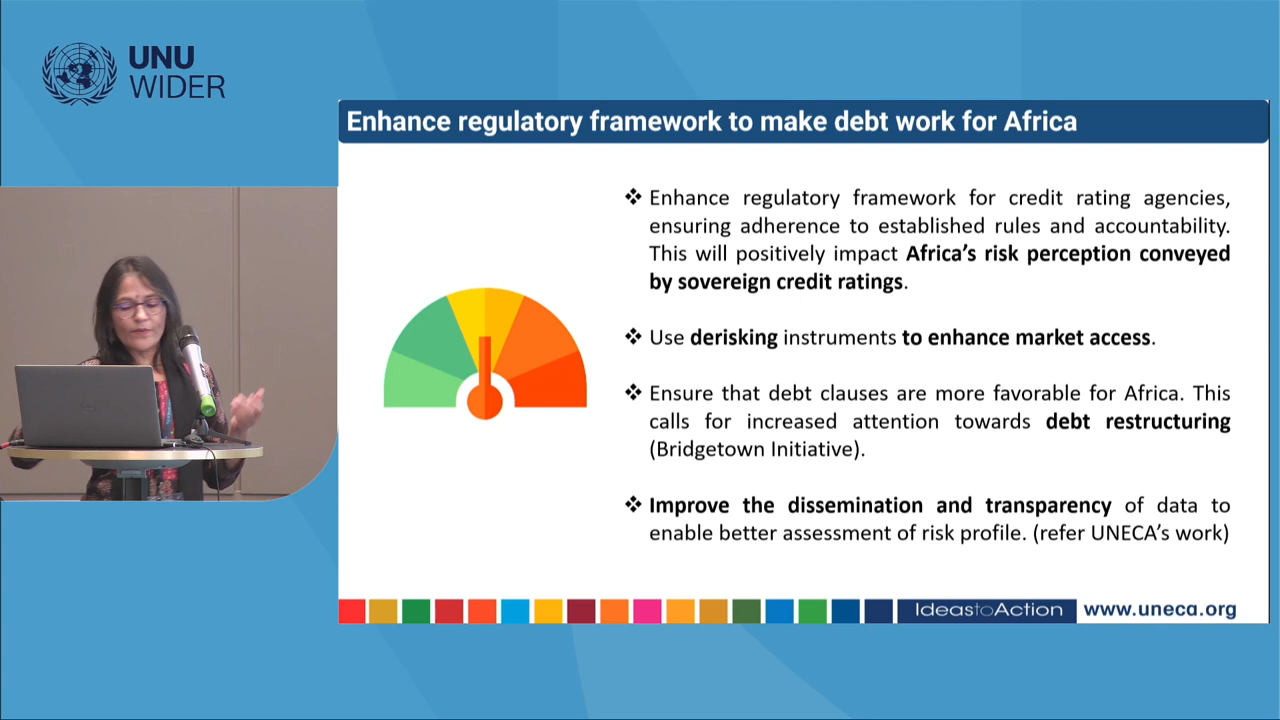 UNU
WIDER
Enhance regulatory framework to make debt work for Africa
❖ Enhance regulatory framework for credit rating agencies,
ensuring adherence to established rules and accountability.
This will positively impact Africa’s risk perception conveyed
by sovereign credit ratings.
❖ Use derisking instruments to enhance market access.
❖ Ensure that debt clauses are more favorable for Africa. This
calls for increased attention towards debt restructuring
(Bridgetown Initiative).
❖ Improve the dissemination and transparency of data to
enable better assessment of risk profile. (refer UNECA’s work)
IdeastoAction www.uneca.org